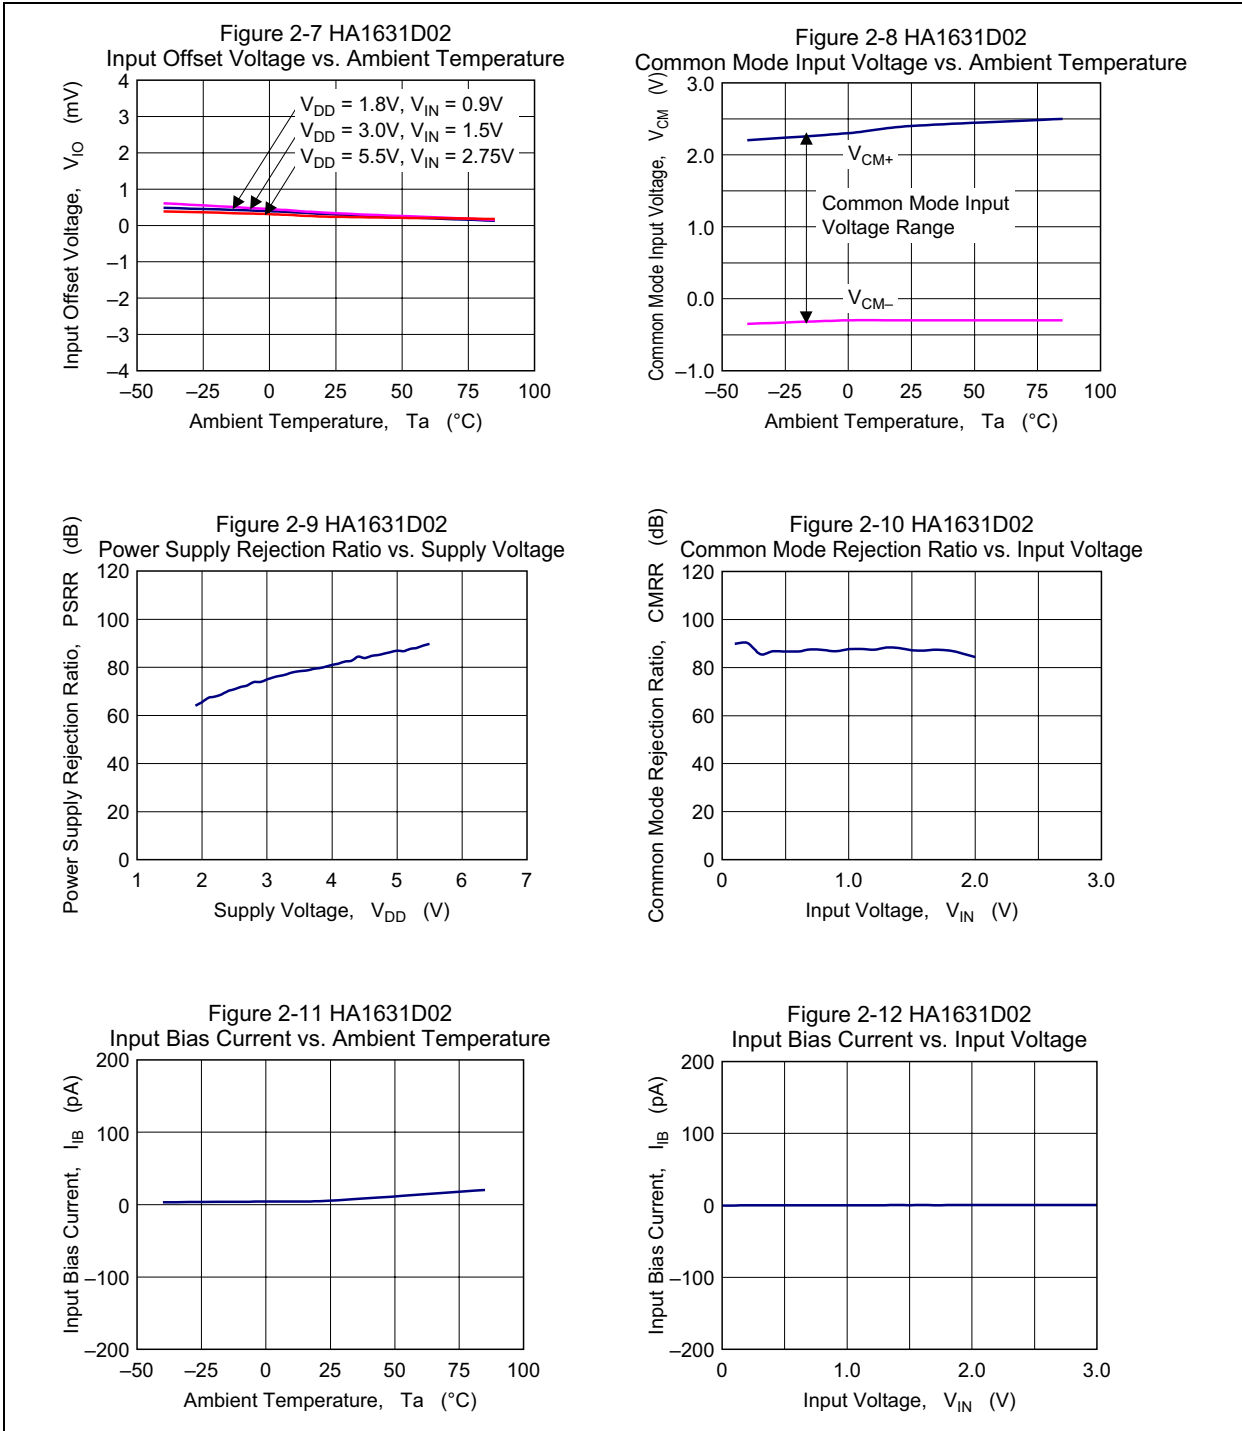 Figure 2-7 HA1631D02
Input Offset Voltage vs. Ambient Temperature
Input Offset Voltage, VIO (mV)
4
3
2
1
0
–1
–2
–3
–4
VDD = 1.8V, VIN = 0.9V
VDD = 3.0V, VIN = 1.5V
VDD = 5.5V, VIN = 2.75V
–50 –25 0 25 50 75 100
Ambient Temperature, Ta (°C)
Figure 2-8 HA1631D02
Common Mode Input Voltage vs. Ambient Temperature
Common Mode Input Voltage, VCM (V)
3.0
2.0
1.0
0.0
–1.0
VCM+
Common Mode Input
Voltage Range
VCM–
–50 –25 0 25 50 75 100
Ambient Temperature, Ta (°C)
Figure 2-9 HA1631D02
Power Supply Rejection Ratio vs. Supply Voltage
Power Supply Rejection Ratio, PSRR (dB)
120
100
80
60
40
20
0
1 2 3 4 5 6 7
Supply Voltage, VDD (V)
Figure 2-10 HA1631D02
Common Mode Rejection Ratio vs. Input Voltage
Common Mode Rejection Ratio, CMRR (dB)
120
100
80
60
40
20
0
0 1.0 2.0 3.0
Input Voltage, VIN (V)
Figure 2-11 HA1631D02
Input Bias Current vs. Ambient Temperature
Input Bias Current, IIB (pA)
200
100
0
–100
–200
–50 –25 0 25 50 75 100
Ambient Temperature, Ta (°C)
Figure 2-12 HA1631D02
Input Bias Current vs. Input Voltage
Input Bias Current, IIB (pA)
200
100
0
–100
–200
0 1.0 2.0 3.0
Input Voltage, VIN (V)